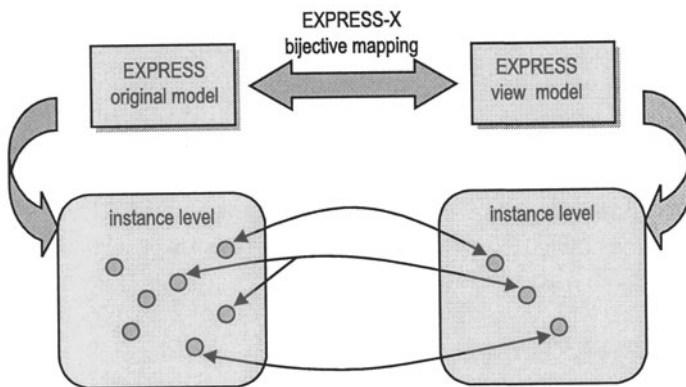 EXPRESS-X
bijective mapping
EXPRESS
original model
EXPRESS
view model
instance level
instance level